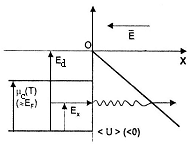 E̅
O
X
E_d
μ_c(T)
(≃E_F)
E_x
< U > (<0)